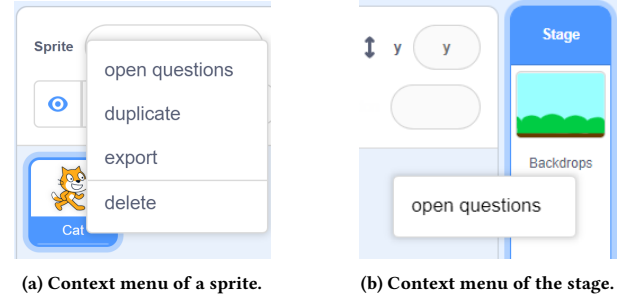 Sprite
open questions
duplicate
export
delete
Cat
(a) Context menu of a sprite.
y
y
Stage
Backdrops
open questions
(b) Context menu of the stage.